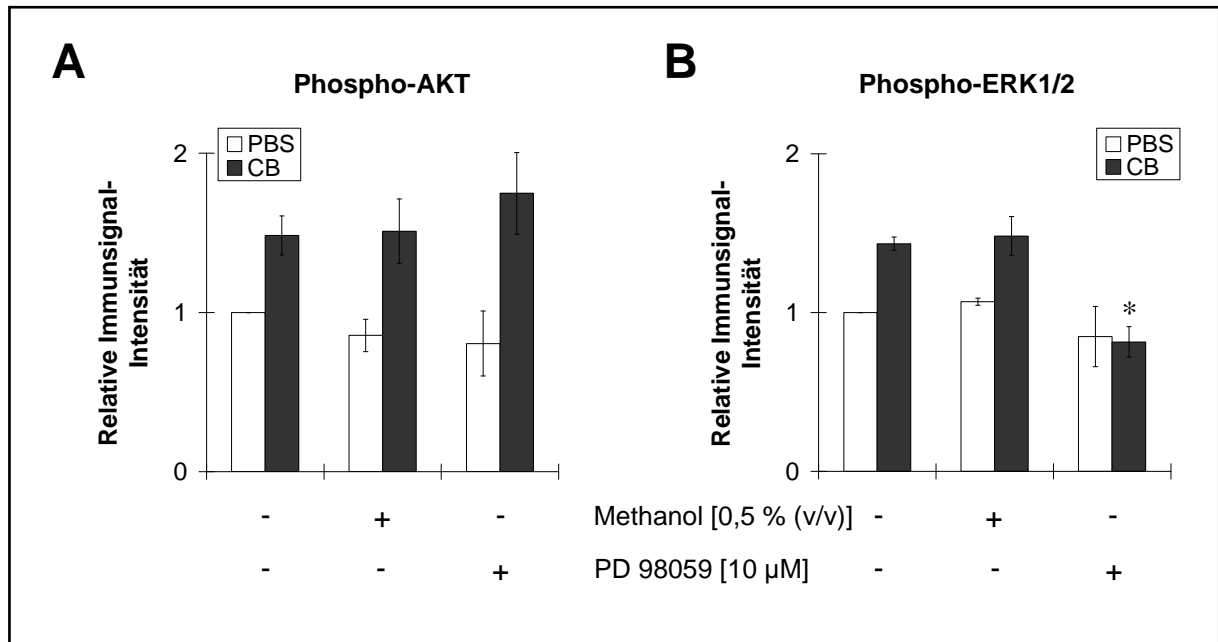 A
Phospho-AKT
PBS
CB
Relative Immunsignal-
Intensität
2
1
0
B
Phospho-ERK1/2
PBS
CB
Relative Immunsignal-
Intensität
2
1
0
*
- + - Methanol [0,5 % (v/v)] - + -
- - + PD 98059 [10 µM] - - +